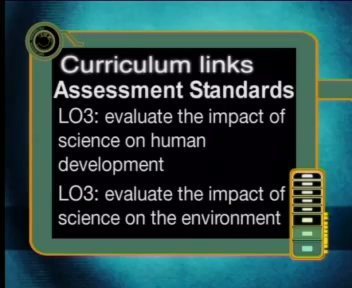 Curriculum links
Assessment Standards
LO3: evaluate the impact of
science on human
development
LO3: evaluate the impact of
science on the environment